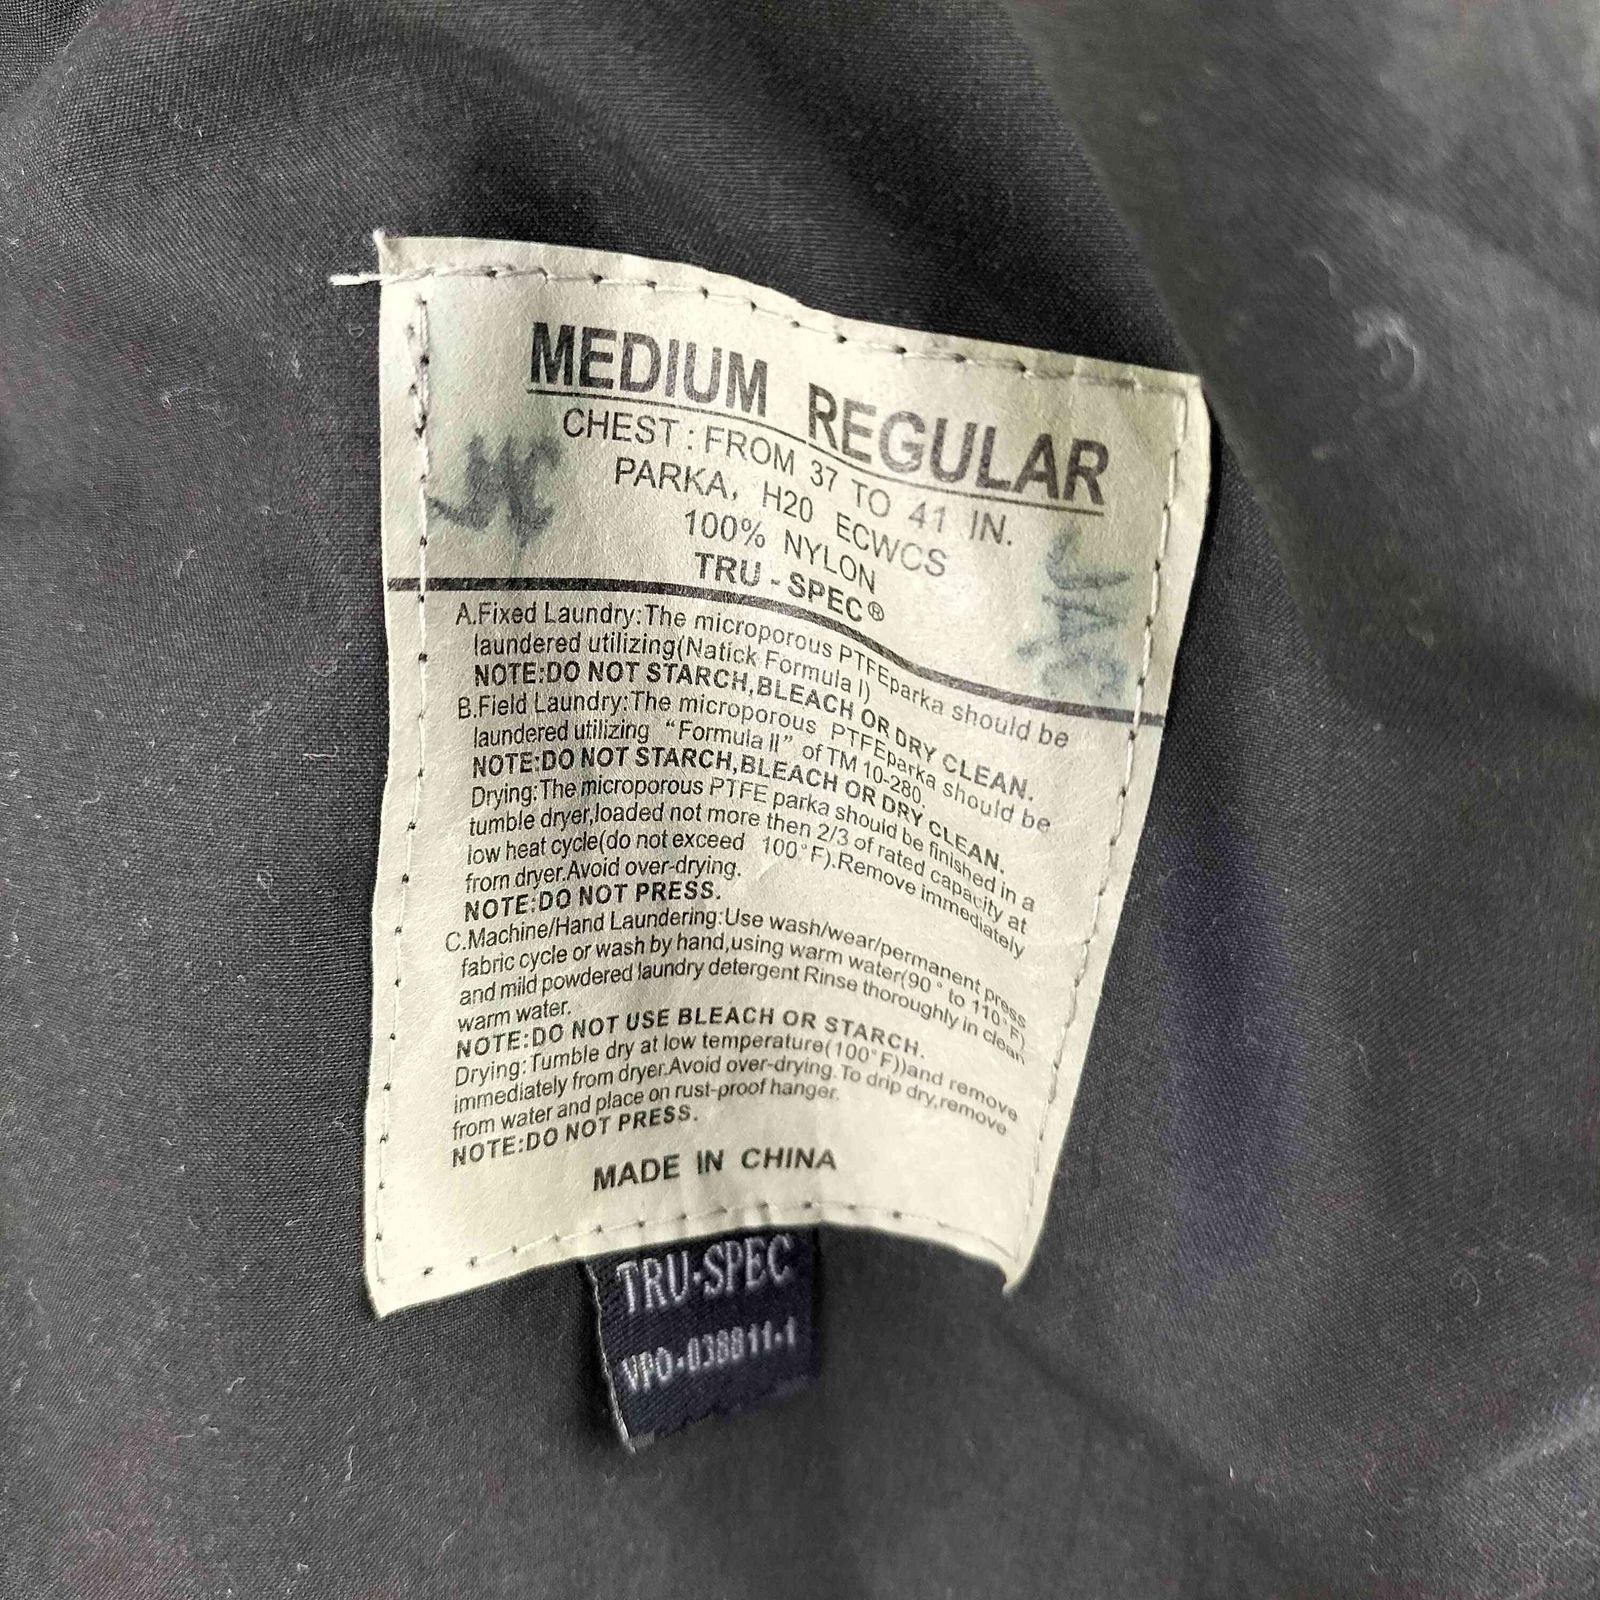 MEDIUM REGULAR
CHEST : FROM 37 TO 41 IN.
PARKA, H20 ECWCS
100% NYLON
TRU - SPEC®
A.Fixed Laundry:The microporous PTFEparka should be
laundered utilizing(Natick Formula I)
NOTE:DO NOT STARCH,BLEACH OR DRY CLEAN.
B.Field Laundry:The microporous PTFEparka should be
laundered utilizing “Formula II” of TM 10-280.
NOTE:DO NOT STARCH,BLEACH OR DRY CLEAN.
Drying:The microporous PTFE parka should be finished in a
tumble dryer,loaded not more then 2/3 of rated capacity at
low heat cycle(do not exceed 100°F).Remove immediately
from dryer.Avoid over-drying.
NOTE:DO NOT PRESS.
C.Machine/Hand Laundering:Use wash/wear/permanent press
fabric cycle or wash by hand,using warm water(90° to 110°F)
and mild powdered laundry detergent Rinse thoroughly in clean
warm water.
NOTE:DO NOT USE BLEACH OR STARCH.
Drying:Tumble dry at low temperature(100°F))and remove
immediately from dryer.Avoid over-drying.To drip dry,remove
from water and place on rust-proof hanger.
NOTE:DO NOT PRESS.
MADE IN CHINA
TRU-SPEC
VPO-038811-1